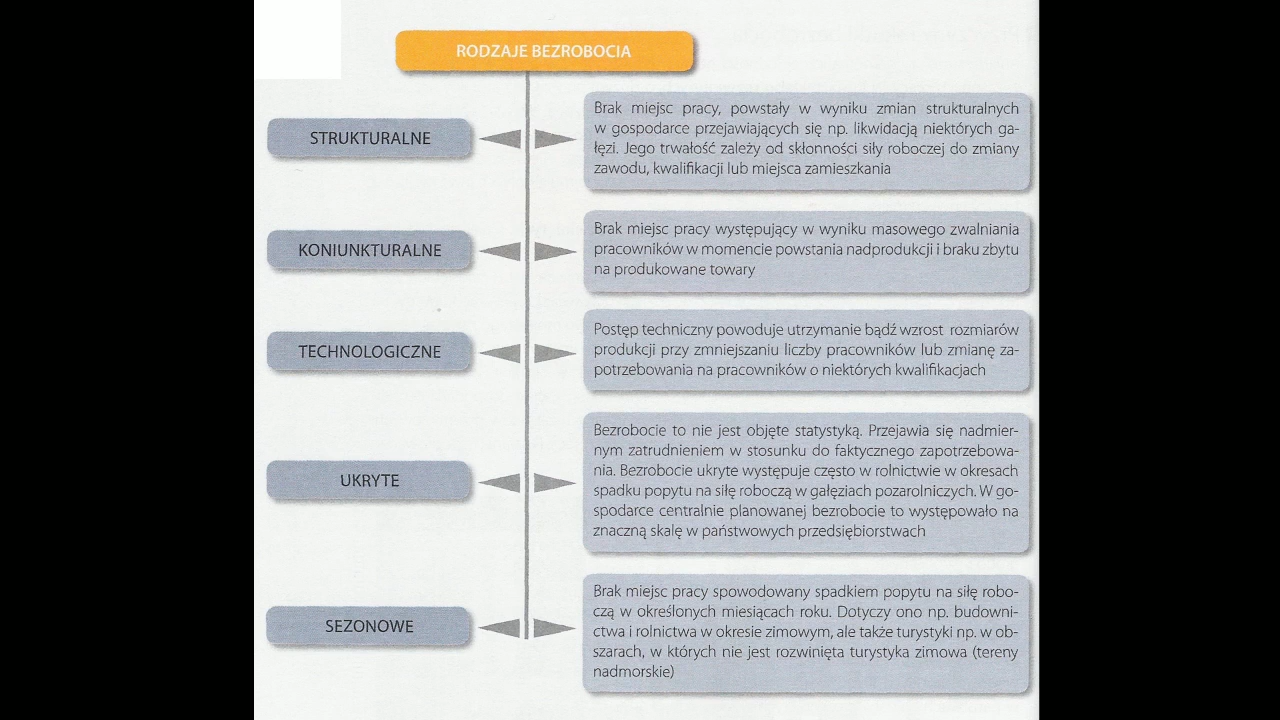 RODZAJE BEZROBOCIA
STRUKTURALNE
Brak miejsc pracy, powstały w wyniku zmian strukturalnych
w gospodarce przejawiających się np. likwidacją niektórych ga-
łęzi. Jego trwałość zależy od skłonności siły roboczej do zmiany
zawodu, kwalifikacji lub miejsca zamieszkania
KONIUNKTURALNE
Brak miejsc pracy występujący w wyniku masowego zwalniania
pracowników w momencie powstania nadprodukcji i braku zbytu
na produkowane towary
TECHNOLOGICZNE
Postęp techniczny powoduje utrzymanie bądź wzrost rozmiarów
produkcji przy zmniejszaniu liczby pracowników lub zmianę za-
potrzebowania na pracowników o niektórych kwalifikacjach
UKRYTE
Bezrobocie to nie jest objęte statystyką. Przejawia się nadmier-
nym zatrudnieniem w stosunku do faktycznego zapotrzebowa-
nia. Bezrobocie ukryte występuje często w rolnictwie w okresach
spadku popytu na siłę roboczą w gałęziach pozarolniczych. W go-
spodarce centralnie planowanej bezrobocie to występowało na
znaczną skalę w państwowych przedsiębiorstwach
SEZONOWE
Brak miejsc pracy spowodowany spadkiem popytu na siłę robo-
czą w określonych miesiącach roku. Dotyczy ono np. budowni-
ctwa i rolnictwa w okresie zimowym, ale także turystyki np. w ob-
szarach, w których nie jest rozwinięta turystyka zimowa (tereny
nadmorskie)